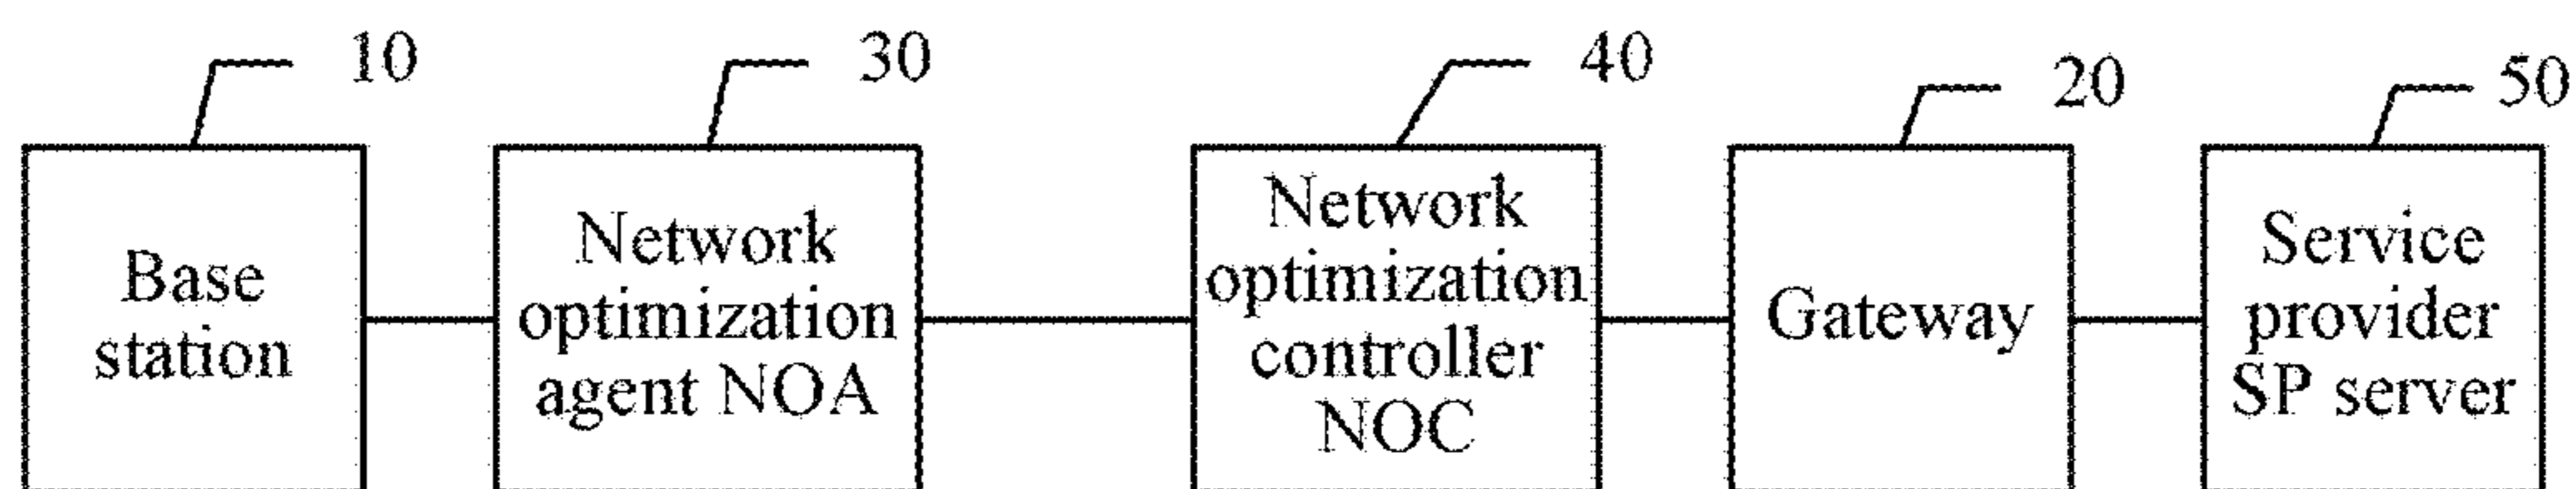 10
30
40
20
50
Base
station
Network
optimization
agent NOA
Network
optimization
controller
NOC
Gateway
Service
provider
SP server